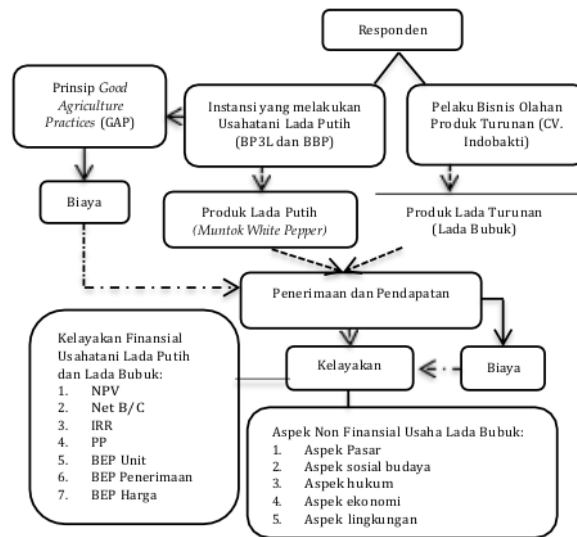 Responden
Prinsip Good
Agriculture
Practices (GAP)
Instansi yang melakukan
Usahatani Lada Putih
(BP3L dan BBP)
Pelaku Bisnis Olahan
Produk Turunan (CV.
Indobakti)
Biaya
Produk Lada Putih
(Muntok White Pepper)
Produk Lada Turunan
(Lada Bubuk)
Penerimaan dan Pendapatan
Kelayakan Finansial
Usahatani Lada Putih
dan Lada Bubuk:
1. NPV
2. Net B/C
3. IRR
4. PP
5. BEP Unit
6. BEP Penerimaan
7. BEP Harga
Kelayakan
Biaya
Aspek Non Finansial Usaha Lada Bubuk:
1. Aspek Pasar
2. Aspek sosial budaya
3. Aspek hukum
4. Aspek ekonomi
5. Aspek lingkungan